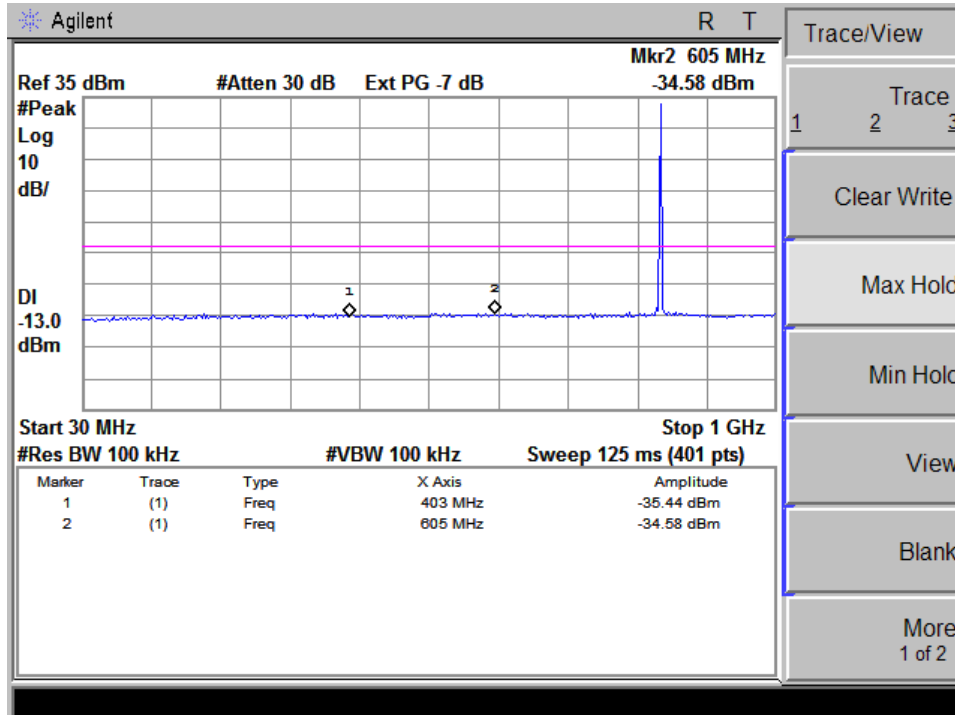 Agilent R T
Mkr2 605 MHz
Ref 35 dBm #Atten 30 dB Ext PG -7 dB -34.58 dBm
#Peak
Log
10
dB/
1 2
DI
-13.0
dBm
Start 30 MHz Stop 1 GHz
#Res BW 100 kHz #VBW 100 kHz Sweep 125 ms (401 pts)
Marker Trace Type X Axis Amplitude
1 (1) Freq 403 MHz -35.44 dBm
2 (1) Freq 605 MHz -34.58 dBm
Trace/View
Trace
1 2 3
Clear Write
Max Hold
Min Hold
View
Blank
More
1 of 2